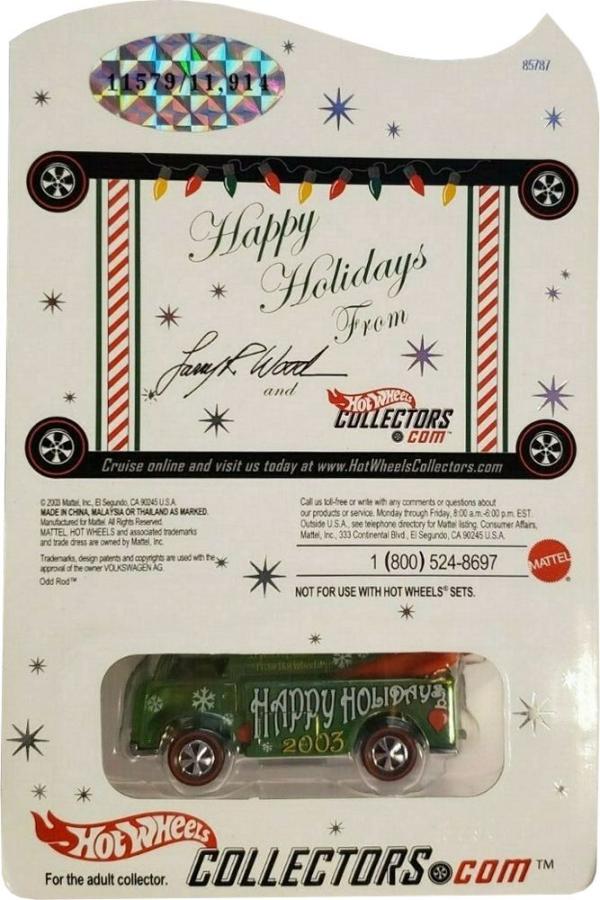 11579/11,914
85787
Happy
Holidays
From
Larry R Wood
and
Hot Wheels
COLLECTORS
.COM™
Cruise online and visit us today at www.HotWheelsCollectors.com
© 2003 Mattel, Inc., El Segundo, CA 90245 U.S.A.
MADE IN CHINA, MALAYSIA OR THAILAND AS MARKED.
Manufactured for Mattel. All Rights Reserved.
MATTEL, HOT WHEELS and associated trademarks
and trade dress are owned by Mattel, Inc.
Trademarks, design patents and copyrights are used with the
approval of the owner VOLKSWAGEN AG.
Odd Rod™
Call us toll-free or write with any comments or questions about
our products or service. Monday through Friday, 8:00 a.m.-6:00 p.m. EST.
Outside U.S.A., see telephone directory for Mattel listing. Consumer Affairs,
Mattel, Inc., 333 Continental Blvd., El Segundo, CA 90245 U.S.A.
1 (800) 524-8697
MATTEL®
NOT FOR USE WITH HOT WHEELS® SETS.
HAPPY HOLIDAYS
2003
Hot Wheels
COLLECTORS.COM™
For the adult collector.